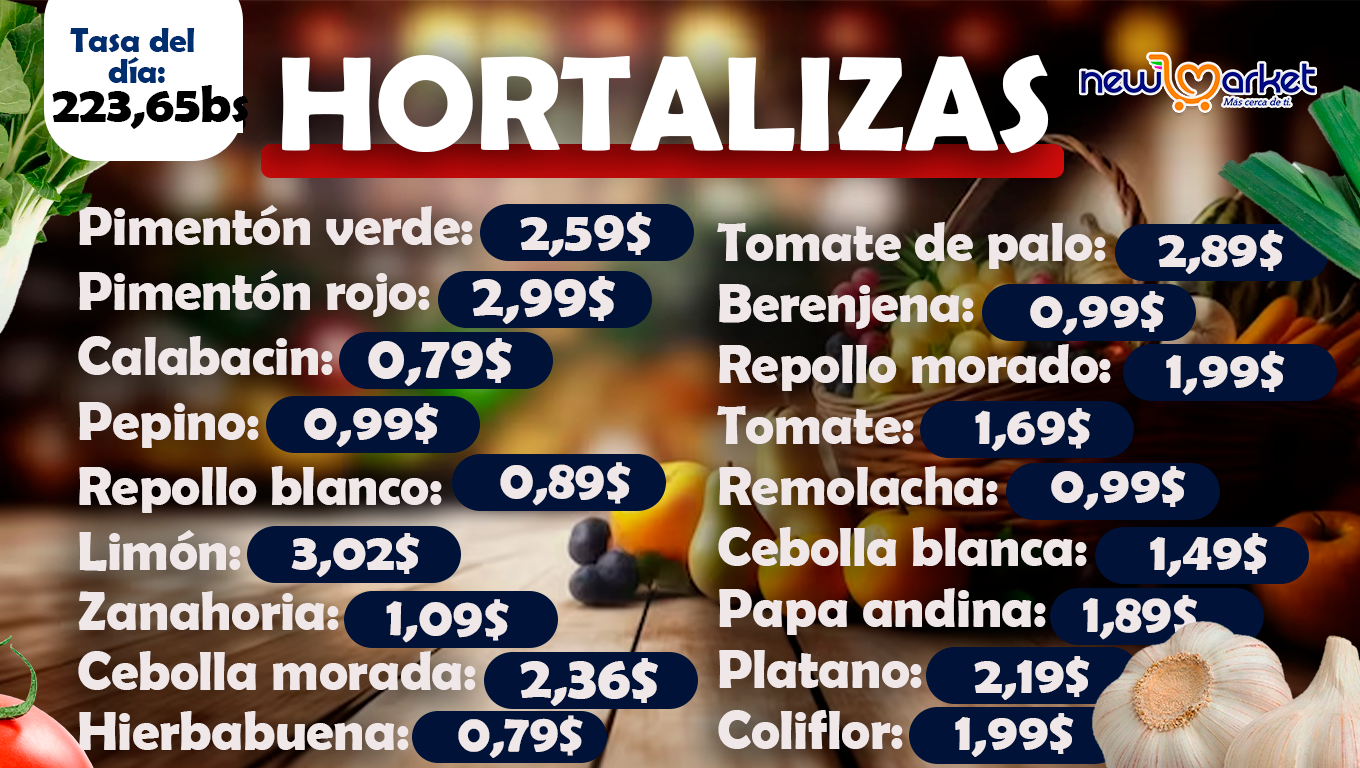 Tasa del
día:
223,65bs
HORTALIZAS
newmarket
Más cerca de ti.
Pimentón verde: 2,59$
Pimentón rojo: 2,99$
Calabacin: 0,79$
Pepino: 0,99$
Repollo blanco: 0,89$
Limón: 3,02$
Zanahoria: 1,09$
Cebolla morada: 2,36$
Hierbabuena: 0,79$
Tomate de palo: 2,89$
Berenjena: 0,99$
Repollo morado: 1,99$
Tomate: 1,69$
Remolacha: 0,99$
Cebolla blanca: 1,49$
Papa andina: 1,89$
Platano: 2,19$
Coliflor: 1,99$